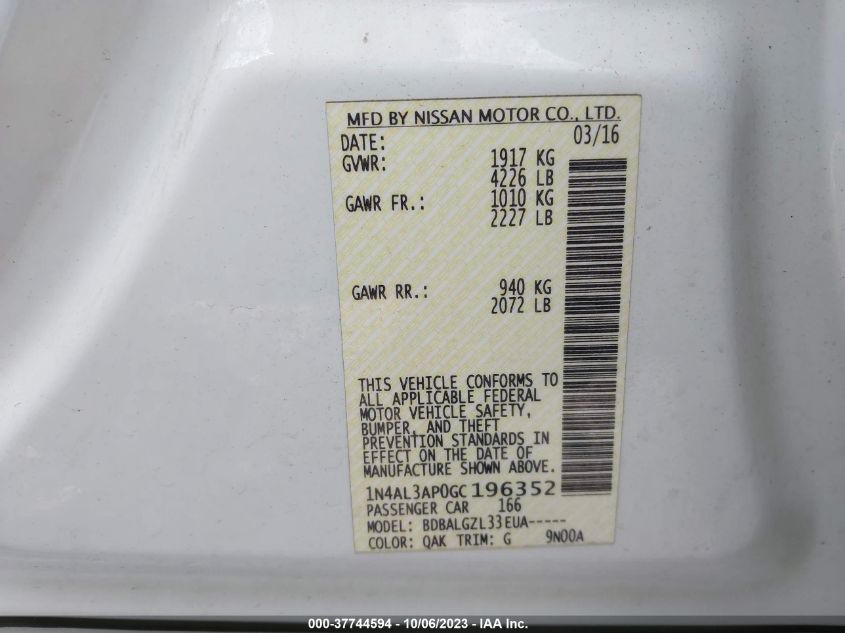 MFD BY NISSAN MOTOR CO., LTD.
DATE: 03/16
GVWR: 1917 KG
4226 LB
GAWR FR.: 1010 KG
2227 LB
GAWR RR.: 940 KG
2072 LB
THIS VEHICLE CONFORMS TO
ALL APPLICABLE FEDERAL
MOTOR VEHICLE SAFETY,
BUMPER, AND THEFT
PREVENTION STANDARDS IN
EFFECT ON THE DATE OF
MANUFACTURE SHOWN ABOVE.
1N4AL3AP0GC196352
PASSENGER CAR 166
MODEL: BDBALGZL33EUA-----
COLOR: QAK TRIM: G 9N00A
000-37744594 - 10/06/2023 - IAA Inc.